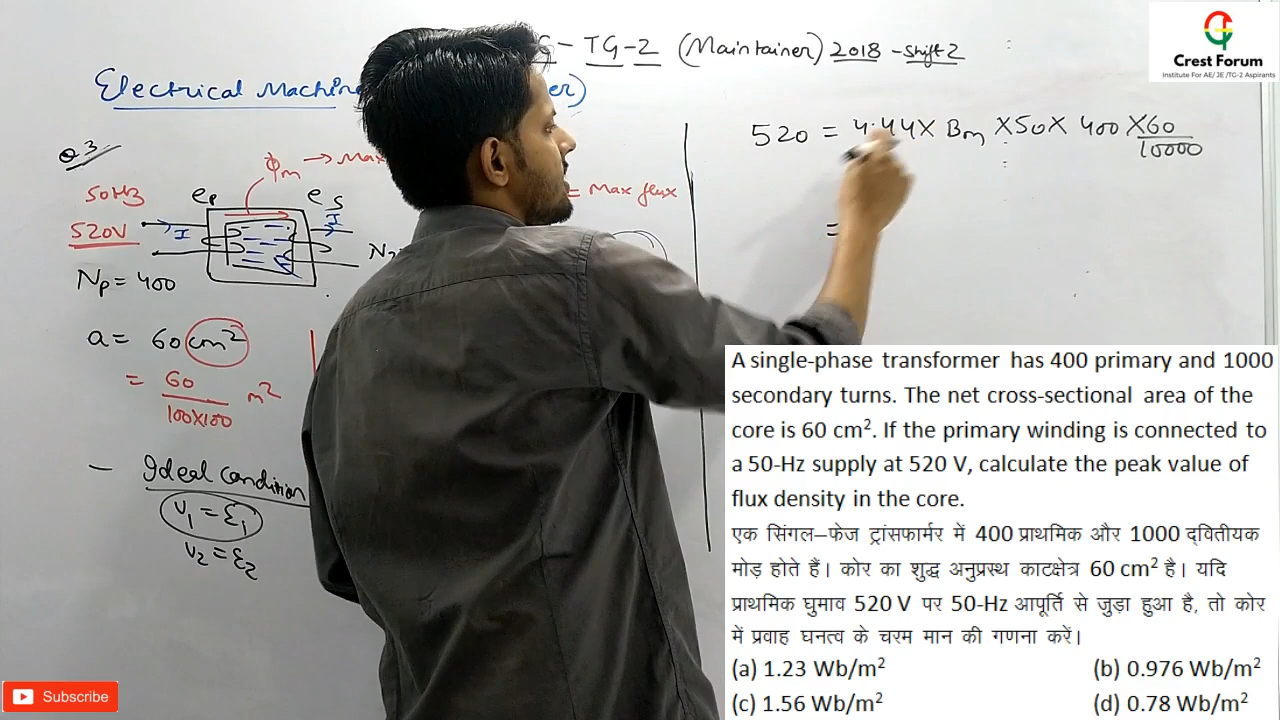 G - TG-2 (Maintainer) 2018 - Shift 2
Crest Forum
Institute For AE/ JE /TG-2 Aspirants
Electrical Machine
er)
Q.3
ϕm → Max
50Hz
eP
es
520V
I
I
N2
NP = 400
a = 60 cm²
= 60/100×100 m²
= Max flux
– Ideal condition
V1 = E1
V2 = E2
520 = 4.44 × Bm × 50 × 400 × 60/10000
=
A single-phase transformer has 400 primary and 1000
secondary turns. The net cross-sectional area of the
core is 60 cm². If the primary winding is connected to
a 50-Hz supply at 520 V, calculate the peak value of
flux density in the core.
एक सिंगल–फेज ट्रांसफार्मर में 400 प्राथमिक और 1000 द्वितीयक
मोड़ होते हैं। कोर का शुद्ध अनुप्रस्थ काटक्षेत्र 60 cm² है। यदि
प्राथमिक घुमाव 520 V पर 50-Hz आपूर्ति से जुड़ा हुआ है, तो कोर
में प्रवाह घनत्व के चरम मान की गणना करें।
(a) 1.23 Wb/m² (b) 0.976 Wb/m²
(c) 1.56 Wb/m² (d) 0.78 Wb/m²
Subscribe